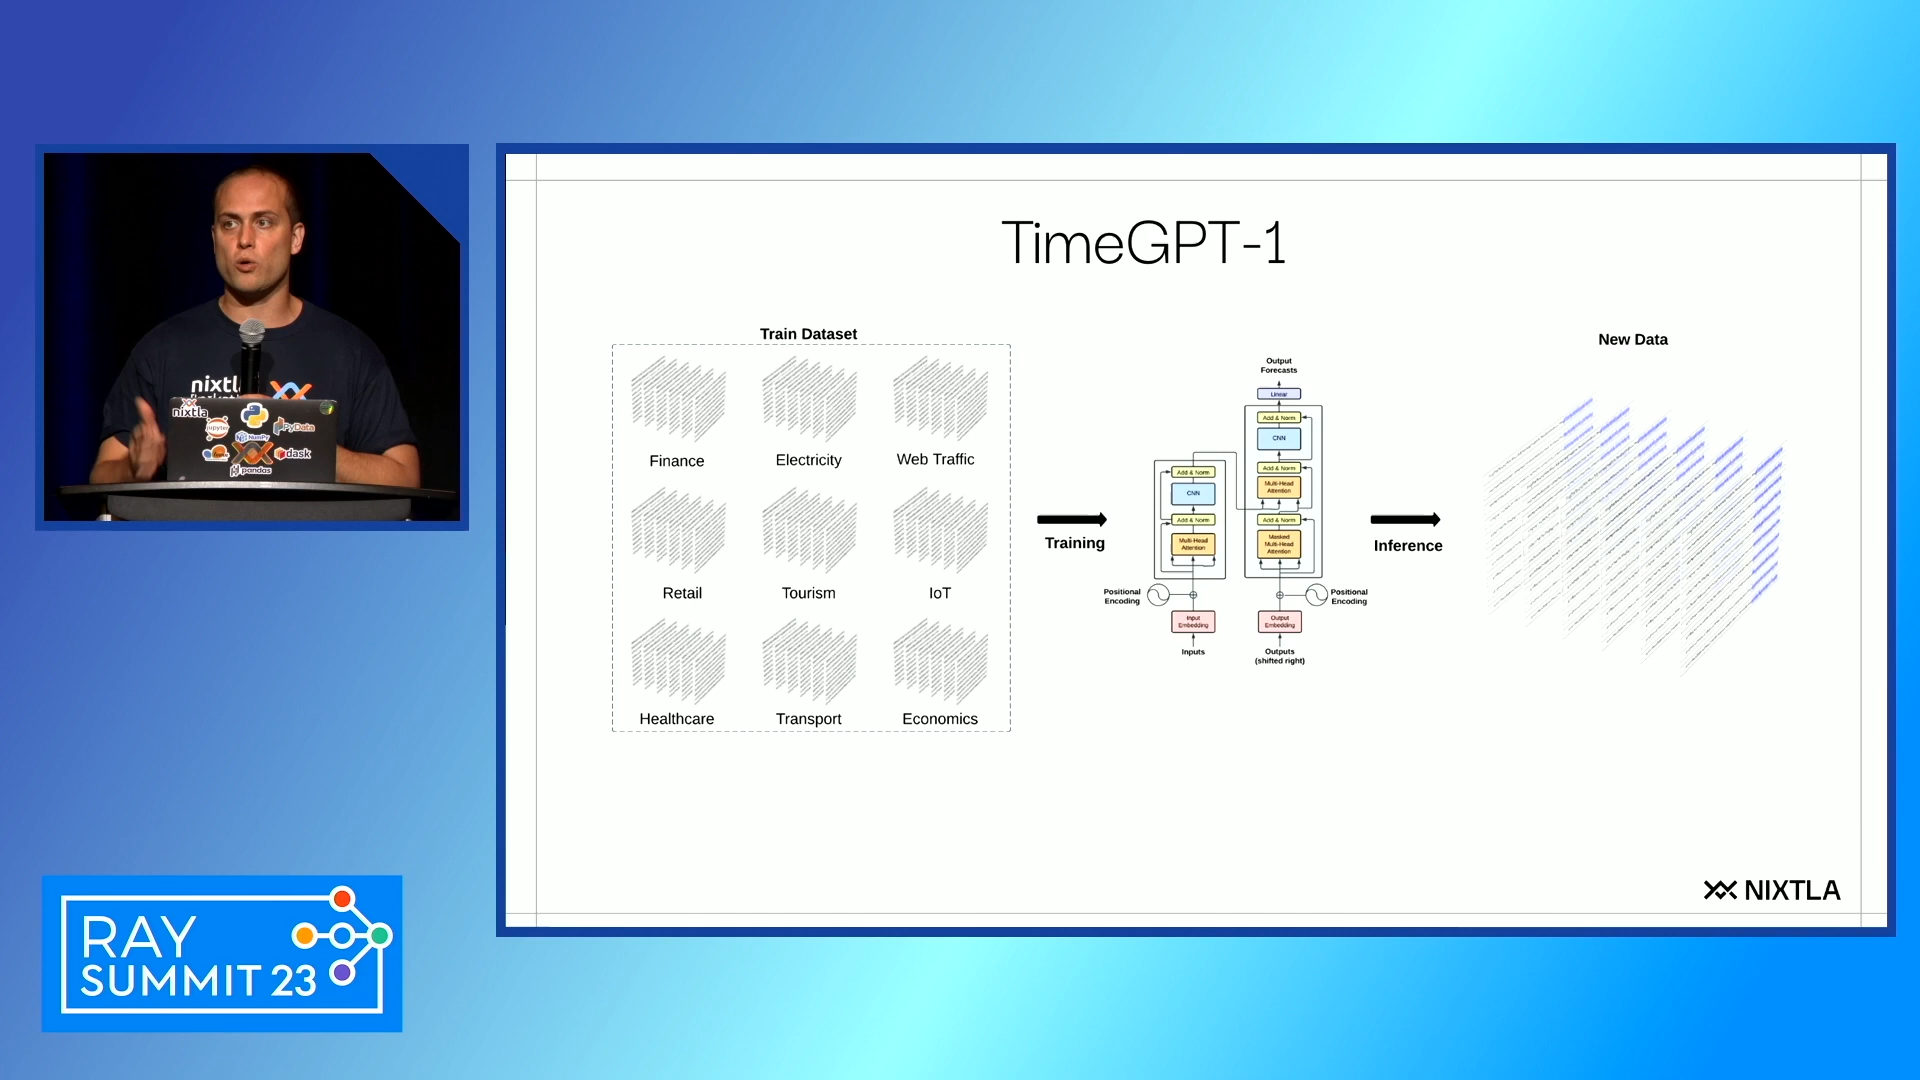 TimeGPT-1
Train Dataset
Finance
Electricity
Web Traffic
Retail
Tourism
IoT
Healthcare
Transport
Economics
Training
Output
Forecasts
Linear
Add & Norm
CNN
Add & Norm
Multi-Head
Attention
Add & Norm
Masked
Multi-Head
Attention
Add & Norm
CNN
Add & Norm
Multi-Head
Attention
Positional
Encoding
Positional
Encoding
Input
Embedding
Output
Embedding
Inputs
Outputs
(shifted right)
Inference
New Data
NIXTLA
nixtla
nixtla
jupyter
NumPy
PyData
dask
pandas
RAY
SUMMIT 23